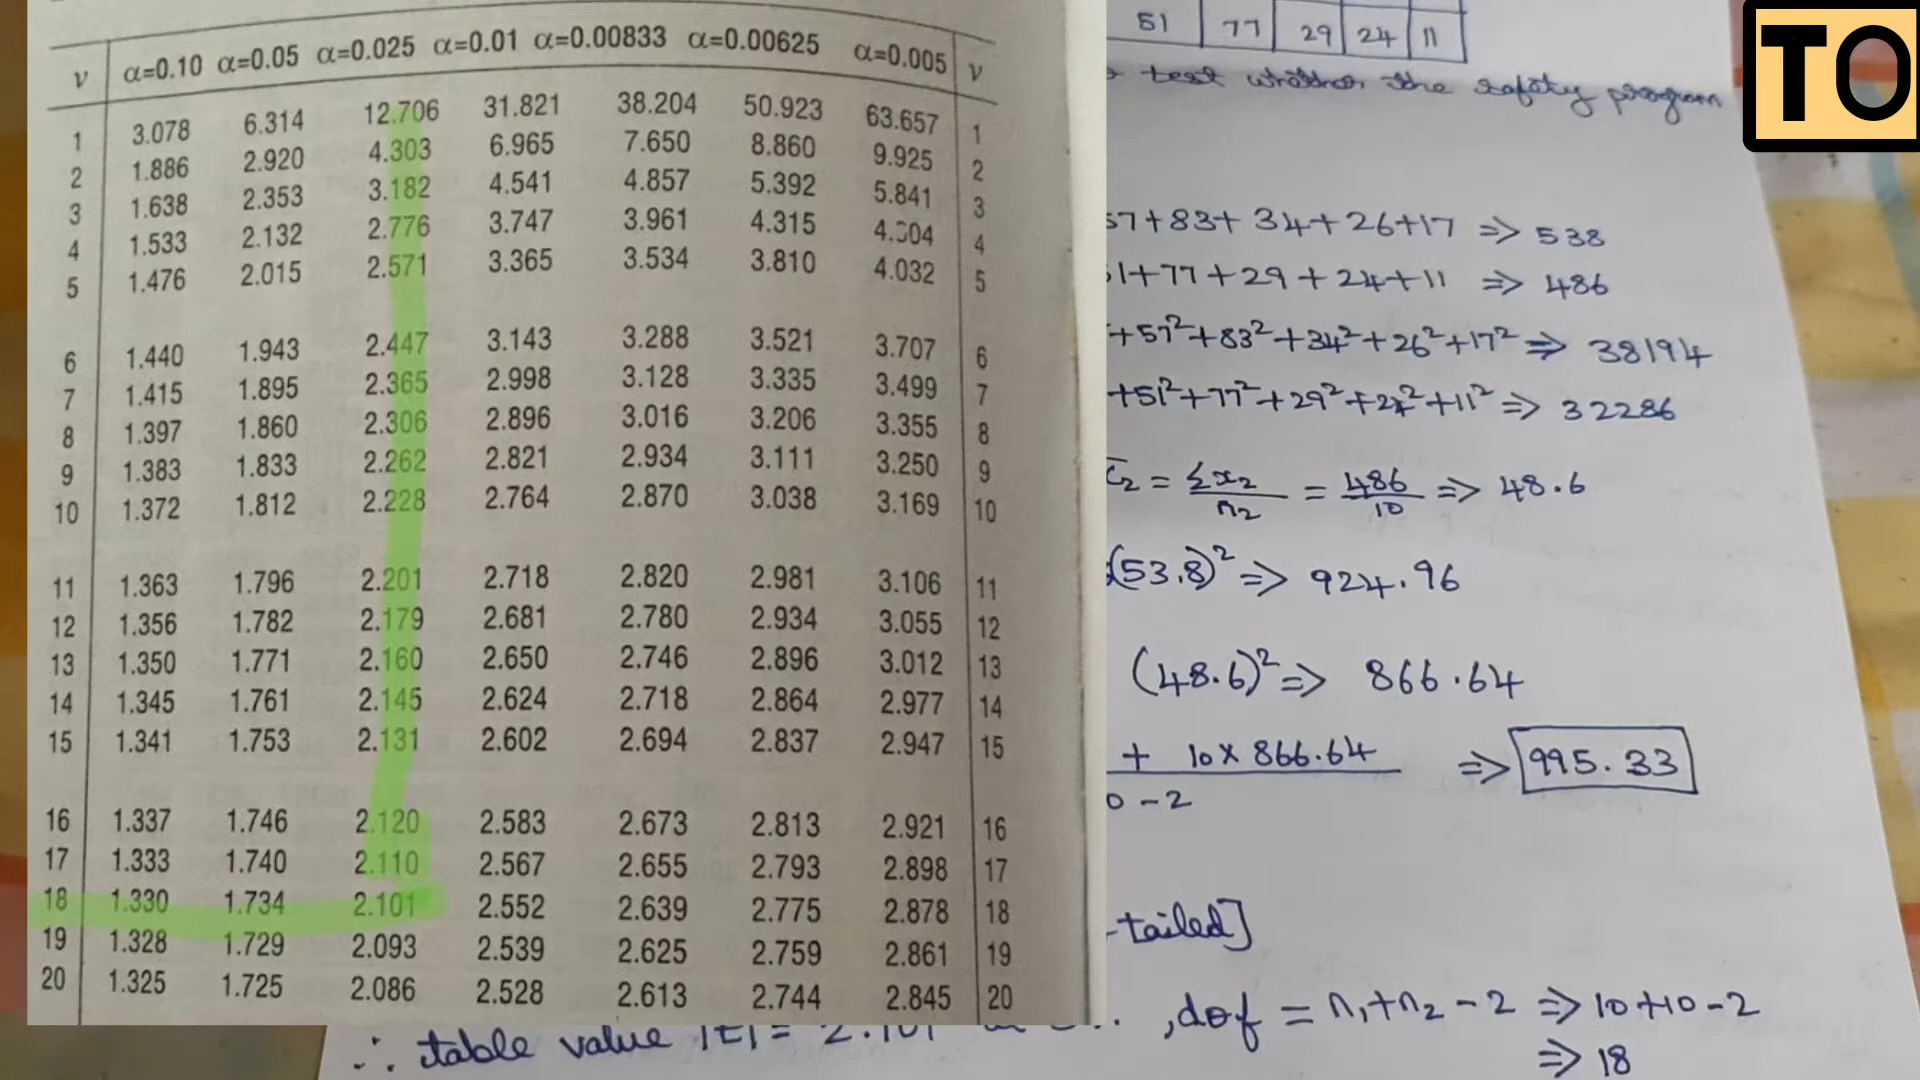 ν α=0.10 α=0.05 α=0.025 α=0.01 α=0.00833 α=0.00625 α=0.005 ν
1 3.078 6.314 12.706 31.821 38.204 50.923 63.657 1
2 1.886 2.920 4.303 6.965 7.650 8.860 9.925 2
3 1.638 2.353 3.182 4.541 4.857 5.392 5.841 3
4 1.533 2.132 2.776 3.747 3.961 4.315 4.604 4
5 1.476 2.015 2.571 3.365 3.534 3.810 4.032 5
6 1.440 1.943 2.447 3.143 3.288 3.521 3.707 6
7 1.415 1.895 2.365 2.998 3.128 3.335 3.499 7
8 1.397 1.860 2.306 2.896 3.016 3.206 3.355 8
9 1.383 1.833 2.262 2.821 2.934 3.111 3.250 9
10 1.372 1.812 2.228 2.764 2.870 3.038 3.169 10
11 1.363 1.796 2.201 2.718 2.820 2.981 3.106 11
12 1.356 1.782 2.179 2.681 2.780 2.934 3.055 12
13 1.350 1.771 2.160 2.650 2.746 2.896 3.012 13
14 1.345 1.761 2.145 2.624 2.718 2.864 2.977 14
15 1.341 1.753 2.131 2.602 2.694 2.837 2.947 15
16 1.337 1.746 2.120 2.583 2.673 2.813 2.921 16
17 1.333 1.740 2.110 2.567 2.655 2.793 2.898 17
18 1.330 1.734 2.101 2.552 2.639 2.775 2.878 18
19 1.328 1.729 2.093 2.539 2.625 2.759 2.861 19
20 1.325 1.725 2.086 2.528 2.613 2.744 2.845 20
TO
51 77 29 24 11
test whether the safety program
57+83+34+26+17 => 538
51+77+29+24+11 => 486
+57²+83²+34²+26²+17² => 38194
+51²+77²+29²+24²+11² => 32286
x̄₂ = Σx₂/n₂ = 486/10 => 48.6
(53.8)² => 924.96
(48.6)² => 866.64
+ 10 x 866.64 => 995.33
0-2
-tailed]
,dof = n₁+n₂-2 => 10+10-2
=> 18
∴ table value |t| = 2.101